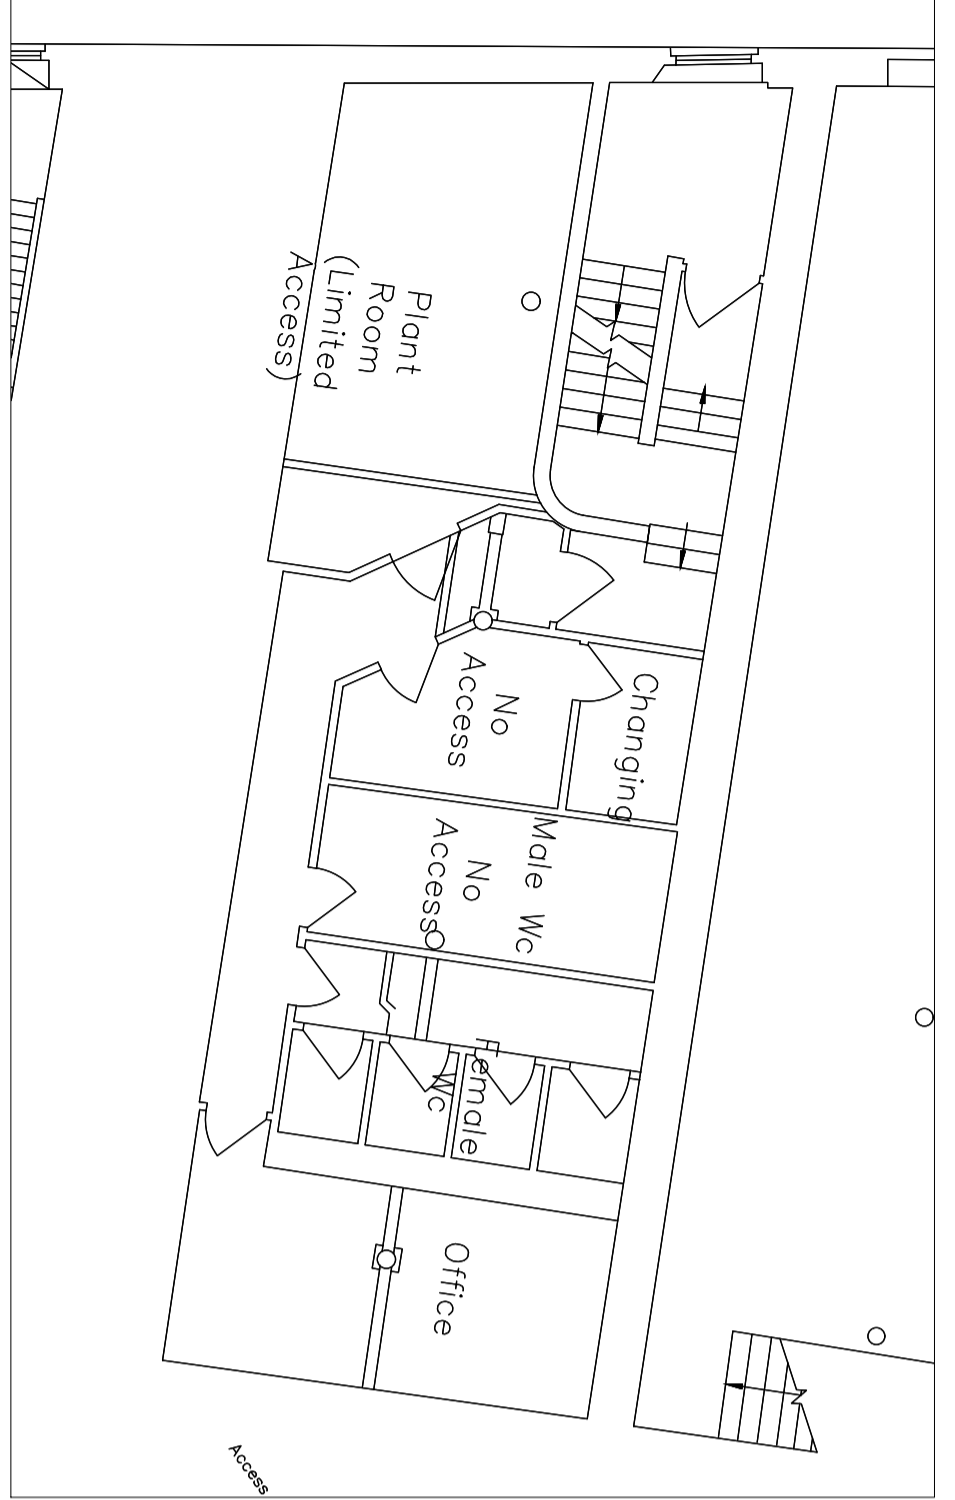 Plant
Room
(Limited
Access)
Changing
No
Access
Male Wc
No
Access
Female
Wc
Office
Access